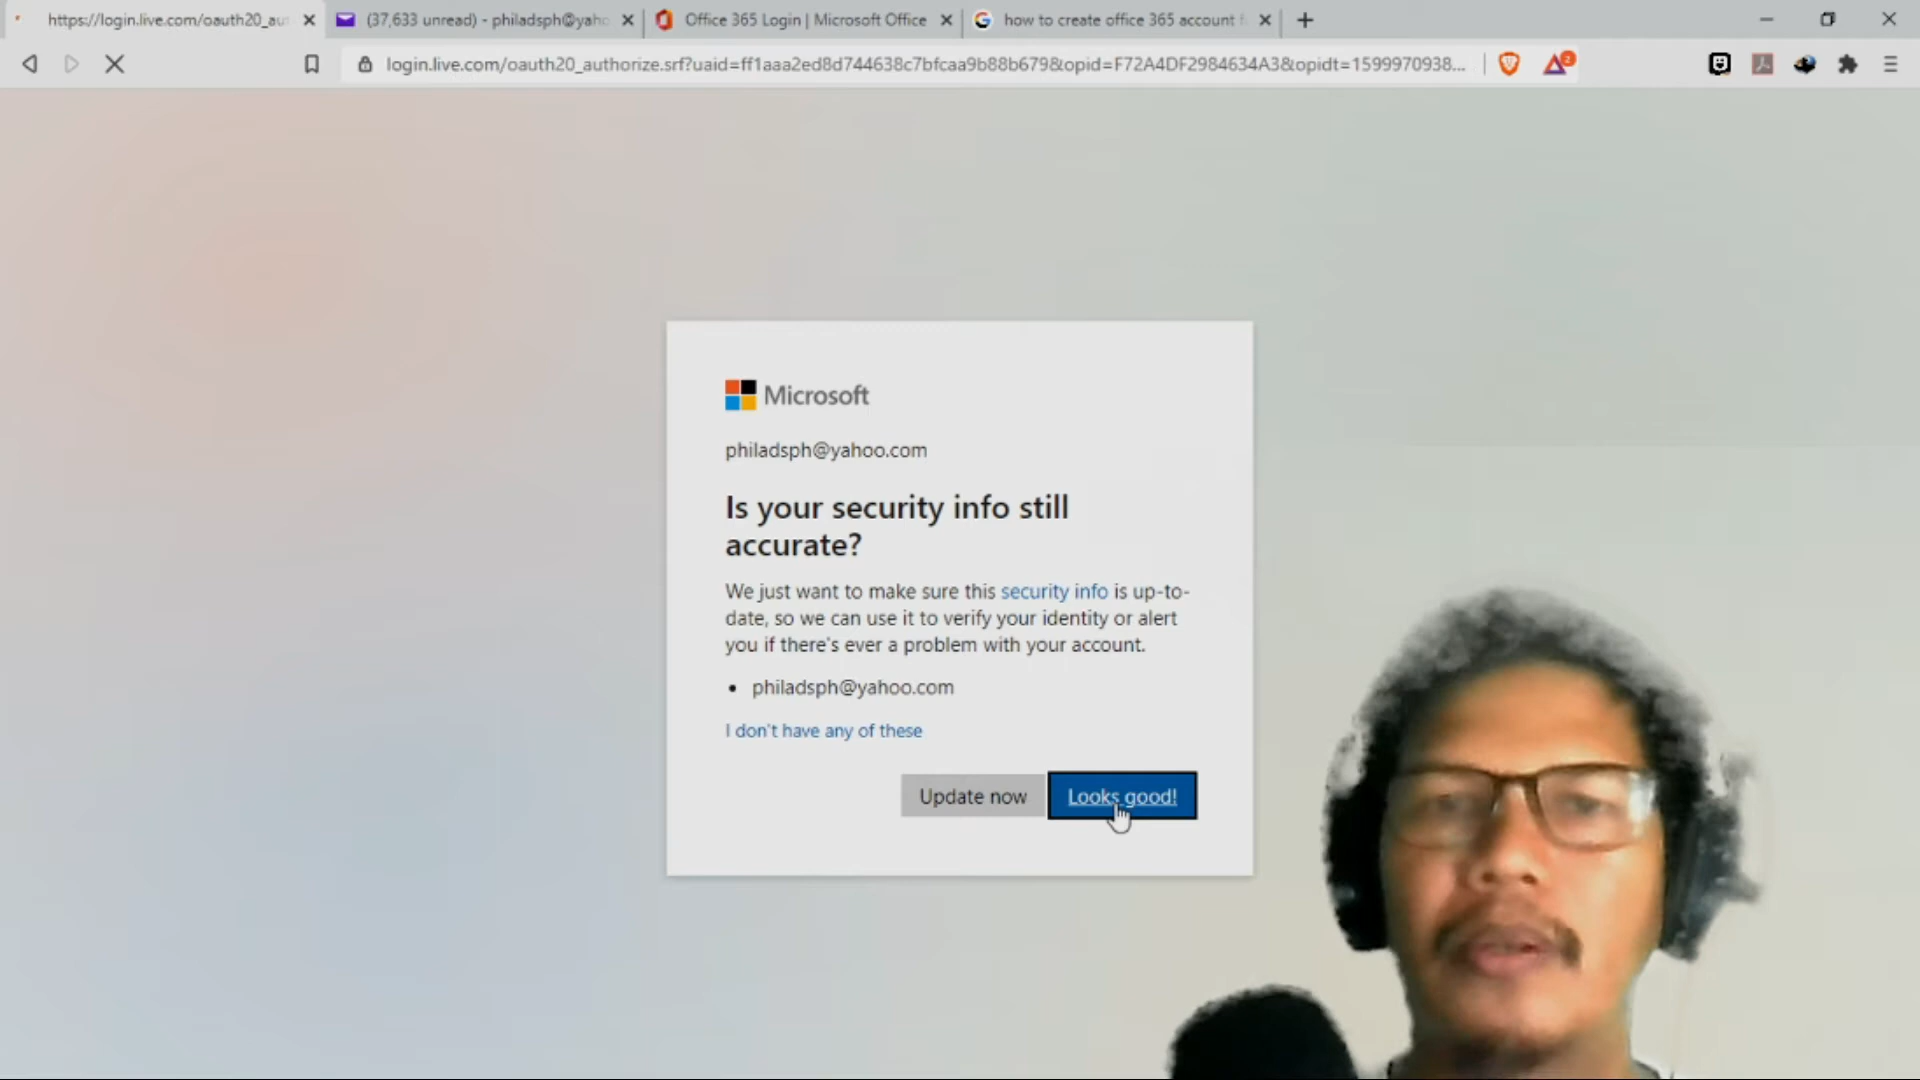 https://login.live.com/oauth20_au
(37,633 unread) - philadsph@yaho
Office 365 Login | Microsoft Office
how to create office 365 account f
login.live.com/oauth20_authorize.srf?uaid=ff1aaa2ed8d744638c7bfcaa9b88b679&opid=F72A4DF2984634A3&opidt=1599970938...
2
Microsoft
philadsph@yahoo.com
Is your security info still
accurate?
We just want to make sure this security info is up-to-
date, so we can use it to verify your identity or alert
you if there's ever a problem with your account.
• philadsph@yahoo.com
I don't have any of these
Update now
Looks good!